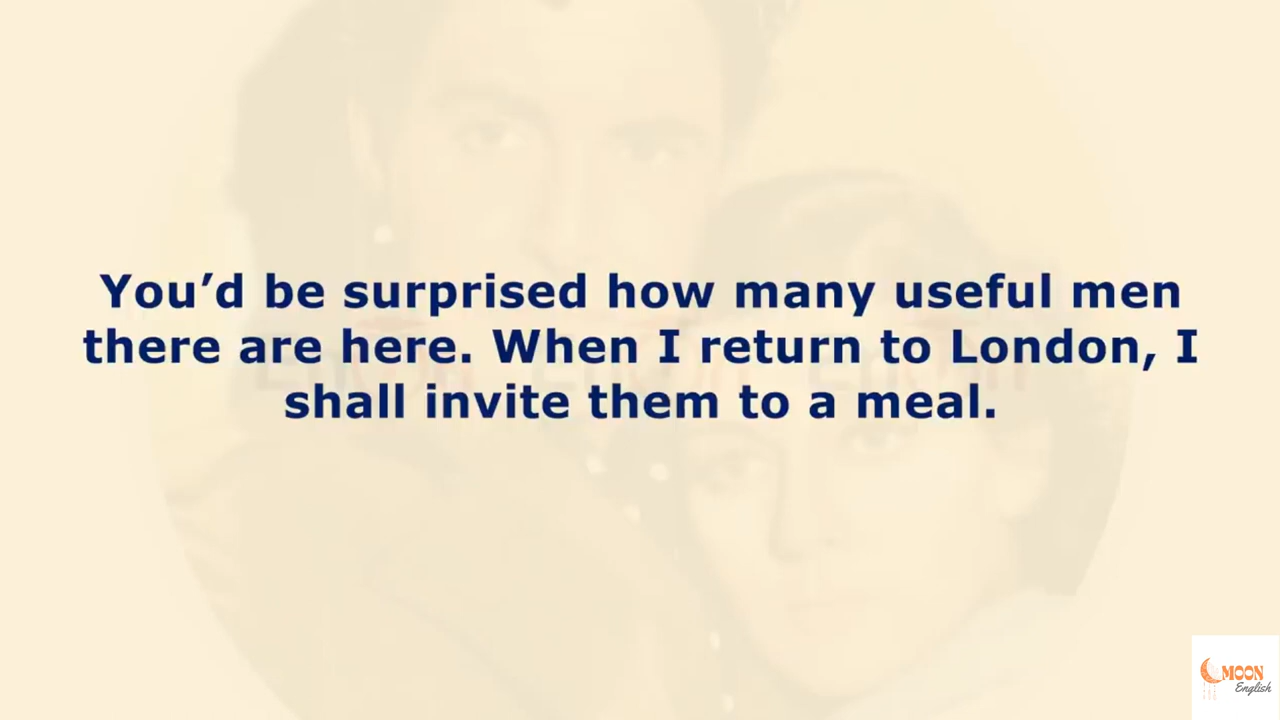 You’d be surprised how many useful men
there are here. When I return to London, I
shall invite them to a meal.
MOON
English